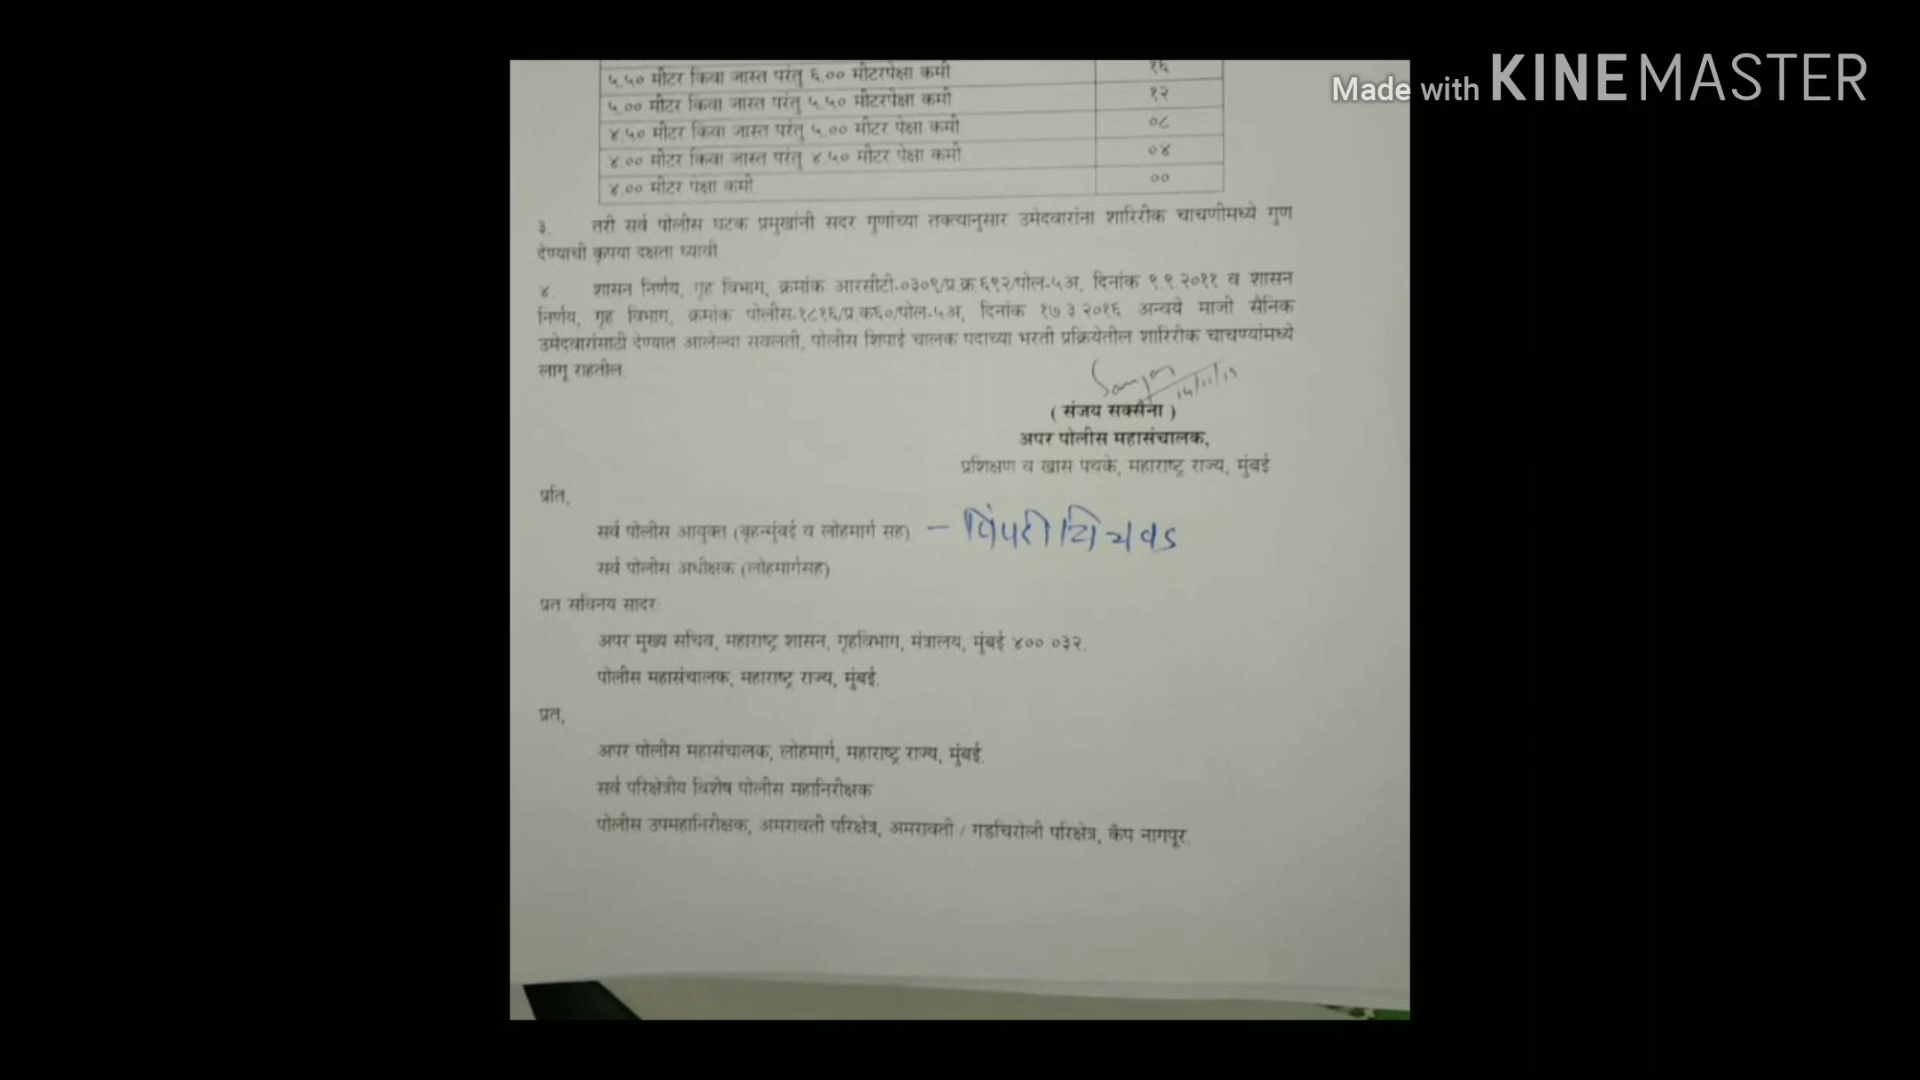 Made with KINEMASTER
५.५० मीटर किंवा जास्त परंतु ६.०० मीटरपेक्षा कमी १६
५.०० मीटर किंवा जास्त परंतु ५.५० मीटरपेक्षा कमी १२
४.५० मीटर किंवा जास्त परंतु ५.०० मीटर पेक्षा कमी ०८
४.०० मीटर किंवा जास्त परंतु ४.५० मीटर पेक्षा कमी ०४
४.०० मीटर पेक्षा कमी ००
३. तरी सर्व पोलीस घटक प्रमुखांनी सदर गुणांच्या तक्त्यानुसार उमेदवारांना शारिरीक चाचणीमध्ये गुण
देण्याची कृपया दक्षता घ्यावी
४. शासन निर्णय, गृह विभाग, क्रमांक आरसीटी-०३०९/प्र.क्र.६९२/पोल-५अ, दिनांक ९.९.२०११ व शासन
निर्णय, गृह विभाग, क्रमांक पोलीस-१८१६/प्र.क्र६०/पोल-५अ, दिनांक १७.३.२०१६ अन्वये माजी सैनिक
उमेदवारांसाठी देण्यात आलेल्या सवलती, पोलीस शिपाई चालक पदाच्या भरती प्रक्रियेतील शारिरीक चाचण्यांमध्ये
लागू राहतील.
( संजय सक्सेना )
अपर पोलीस महासंचालक,
प्रशिक्षण व खास पथके, महाराष्ट्र राज्य, मुंबई
प्रति,
सर्व पोलीस आयुक्त (बृहन्मुंबई व लोहमार्ग सह) – पिंपरी चिंचवड
सर्व पोलीस अधीक्षक (लोहमार्गसह)
प्रत सविनय सादर:
अपर मुख्य सचिव, महाराष्ट्र शासन, गृहविभाग, मंत्रालय, मुंबई ४०० ०३२.
पोलीस महासंचालक, महाराष्ट्र राज्य, मुंबई.
प्रत,
अपर पोलीस महासंचालक, लोहमार्ग, महाराष्ट्र राज्य, मुंबई.
सर्व परिक्षेत्रीय विशेष पोलीस महानिरीक्षक
पोलीस उपमहानिरीक्षक, अमरावती परिक्षेत्र, अमरावती / गडचिरोली परिक्षेत्र, कॅंप नागपूर